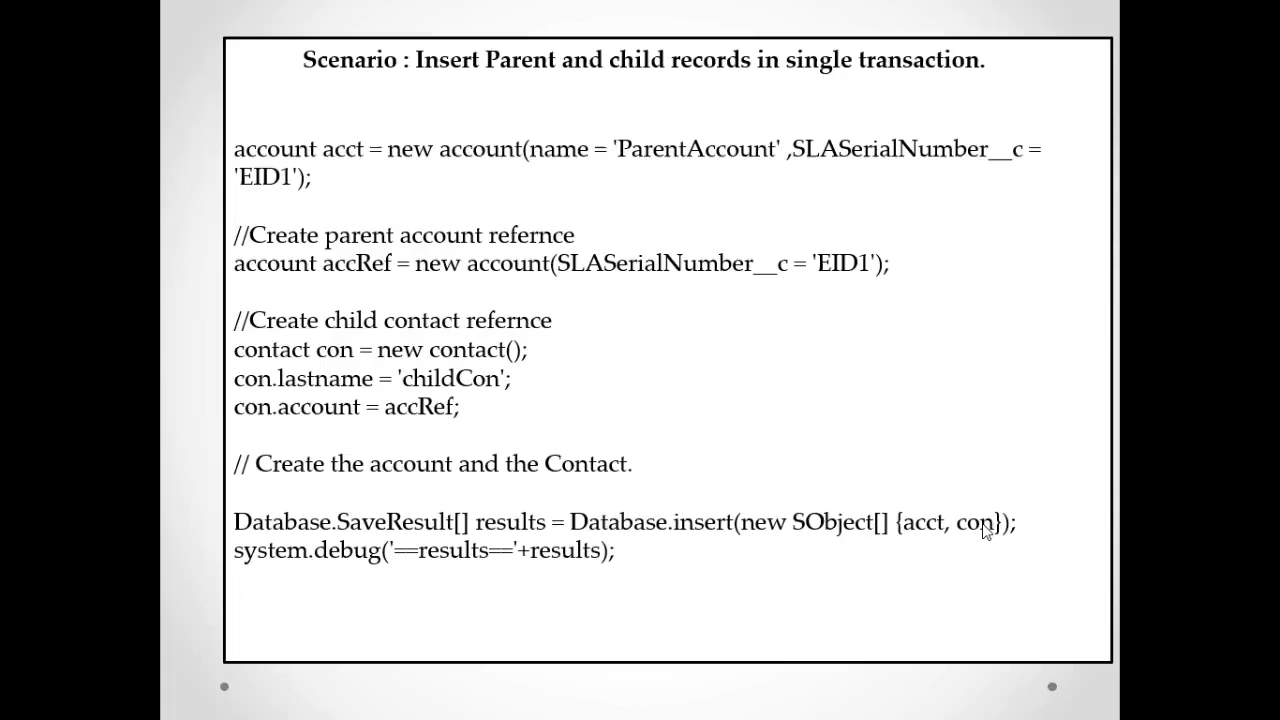 Scenario : Insert Parent and child records in single transaction.
account acct = new account(name = 'ParentAccount' ,SLASerialNumber__c =
'EID1');
//Create parent account refernce
account accRef = new account(SLASerialNumber__c = 'EID1');
//Create child contact refernce
contact con = new contact();
con.lastname = 'childCon';
con.account = accRef;
// Create the account and the Contact.
Database.SaveResult[] results = Database.insert(new SObject[] {acct, con});
system.debug('==results=='+results);